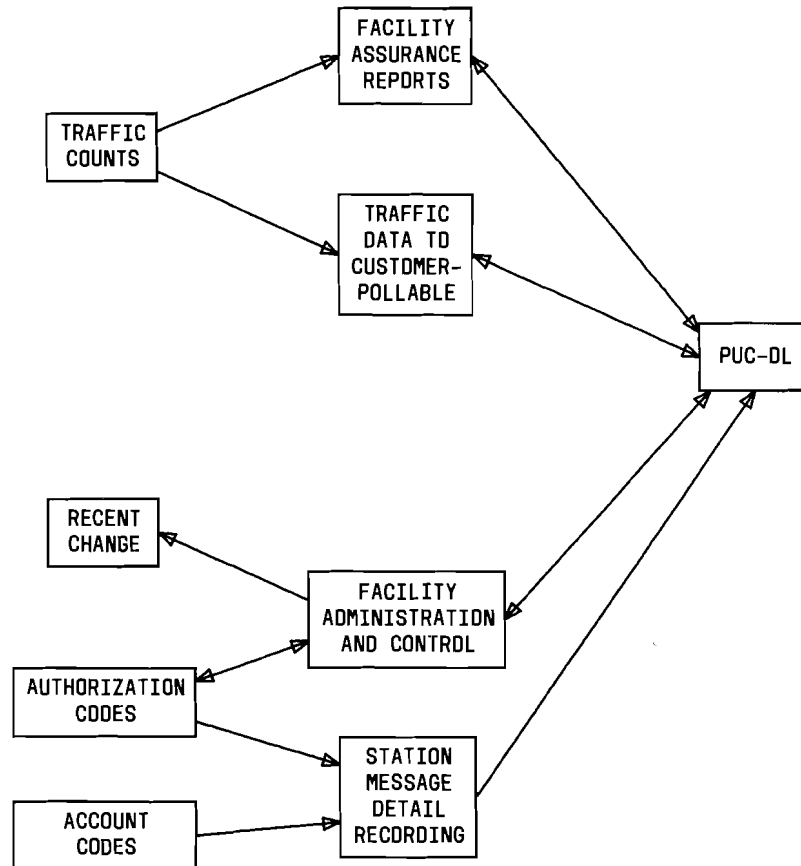 FACILITY
ASSURANCE
REPORTS
TRAFFIC
COUNTS
TRAFFIC
DATA TO
CUSTOMER-
POLLABLE
PUC-DL
RECENT
CHANGE
FACILITY
ADMINISTRATION
AND CONTROL
AUTHORIZATION
CODES
STATION
MESSAGE
DETAIL
RECORDING
ACCOUNT
CODES